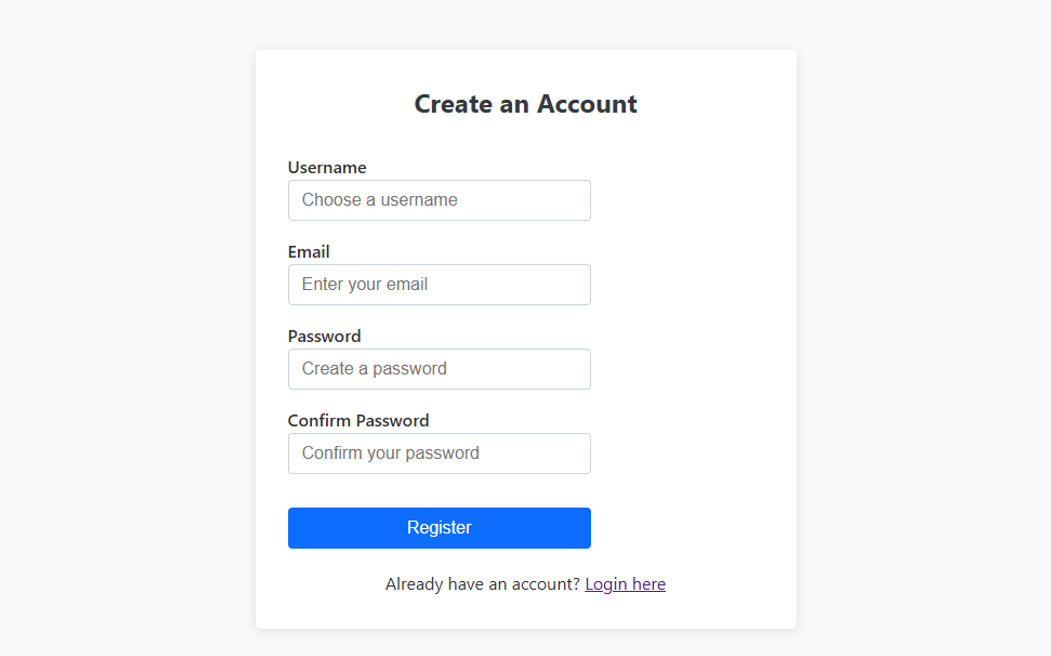 Create an Account
Username
Choose a username
Email
Enter your email
Password
Create a password
Confirm Password
Confirm your password
Register
Already have an account? Login here